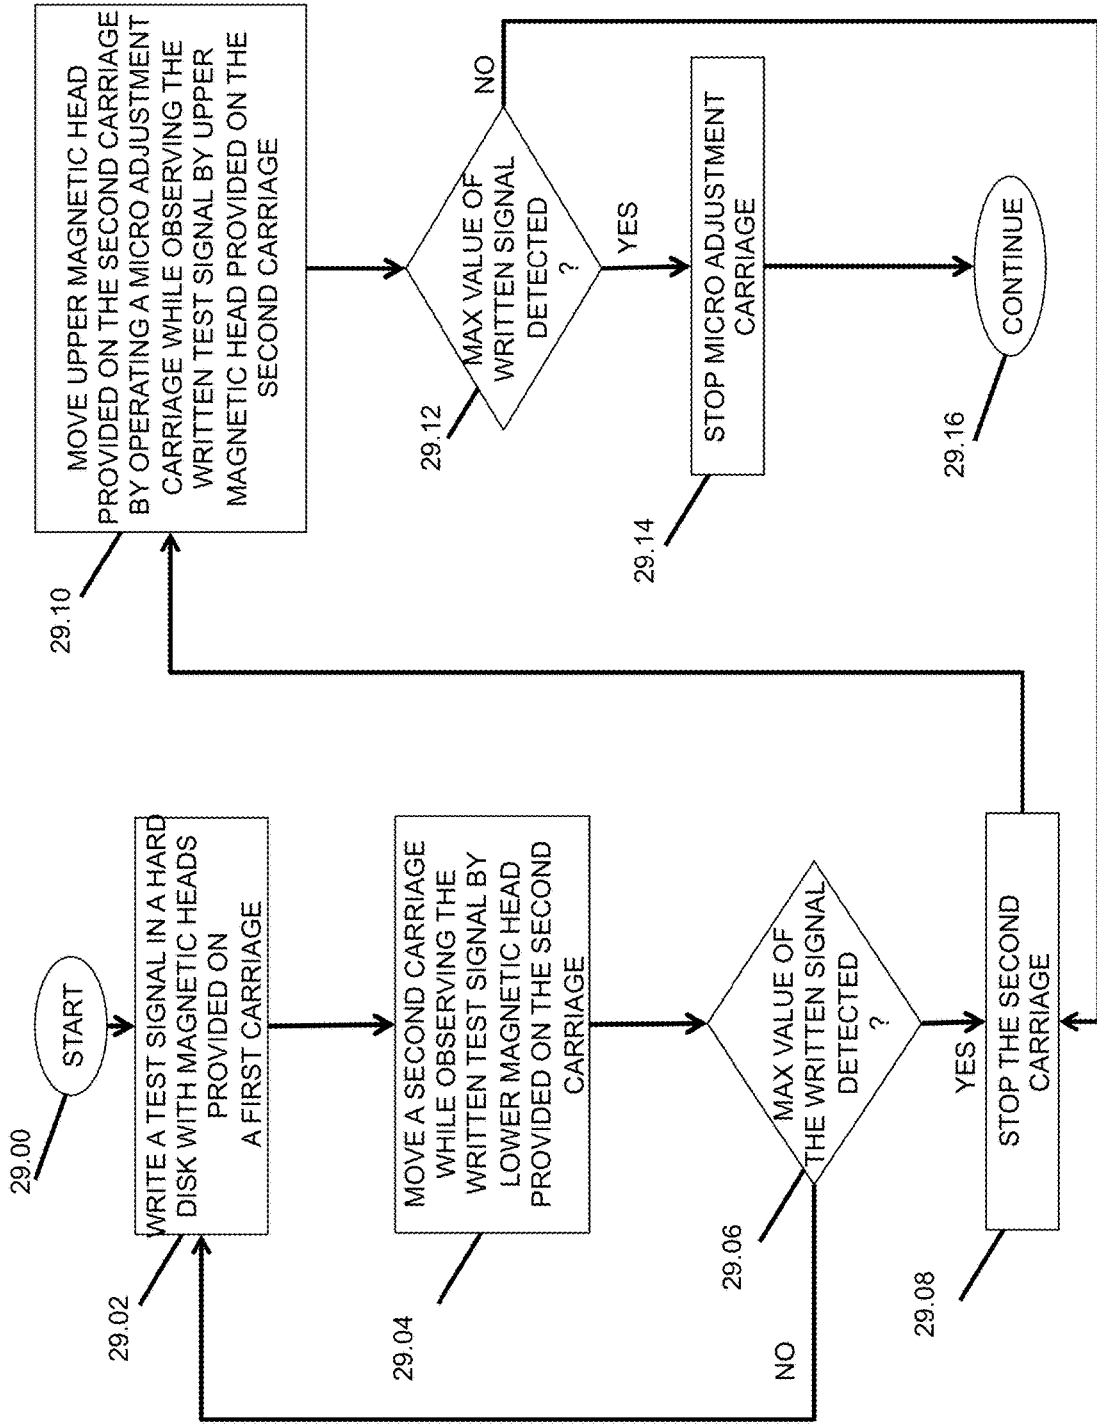 29.00
START
29.02
WRITE A TEST SIGNAL IN A HARD
DISK WITH MAGNETIC HEADS
PROVIDED ON
A FIRST CARRIAGE
29.04
MOVE A SECOND CARRIAGE
WHILE OBSERVING THE
WRITTEN TEST SIGNAL BY
LOWER MAGNETIC HEAD
PROVIDED ON THE SECOND
CARRIAGE
29.06
MAX VALUE OF
THE WRITTEN SIGNAL
DETECTED
?
NO
YES
29.08
STOP THE SECOND
CARRIAGE
29.10
MOVE UPPER MAGNETIC HEAD
PROVIDED ON THE SECOND CARRIAGE
BY OPERATING A MICRO ADJUSTMENT
CARRIAGE WHILE OBSERVING THE
WRITTEN TEST SIGNAL BY UPPER
MAGNETIC HEAD PROVIDED ON THE
SECOND CARRIAGE
29.12
MAX VALUE OF
WRITTEN SIGNAL
DETECTED
?
NO
YES
29.14
STOP MICRO ADJUSTMENT
CARRIAGE
29.16
CONTINUE